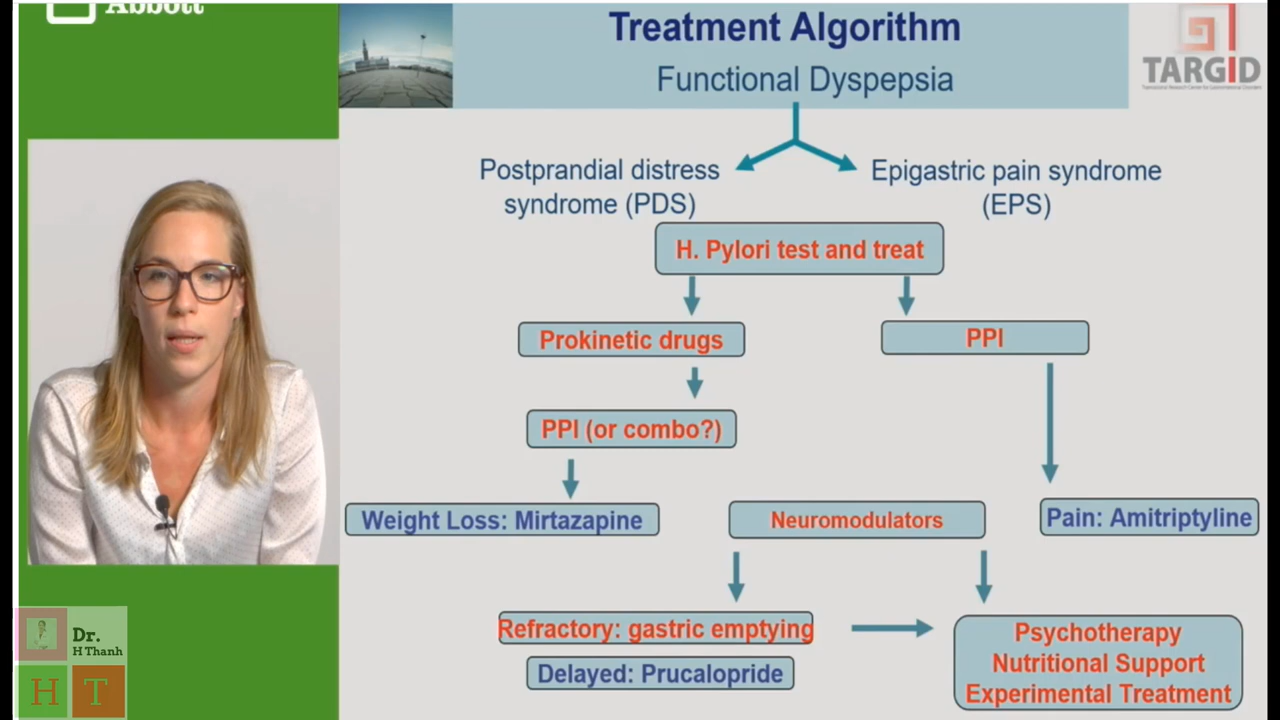 Abbott
Treatment Algorithm
Functional Dyspepsia
TARGID
Postprandial distress
syndrome (PDS)
Epigastric pain syndrome
(EPS)
H. Pylori test and treat
Prokinetic drugs
PPI
PPI (or combo?)
Weight Loss: Mirtazapine
Neuromodulators
Pain: Amitriptyline
Refractory: gastric emptying
Delayed: Prucalopride
Psychotherapy
Nutritional Support
Experimental Treatment
Dr.
H Thanh
H T